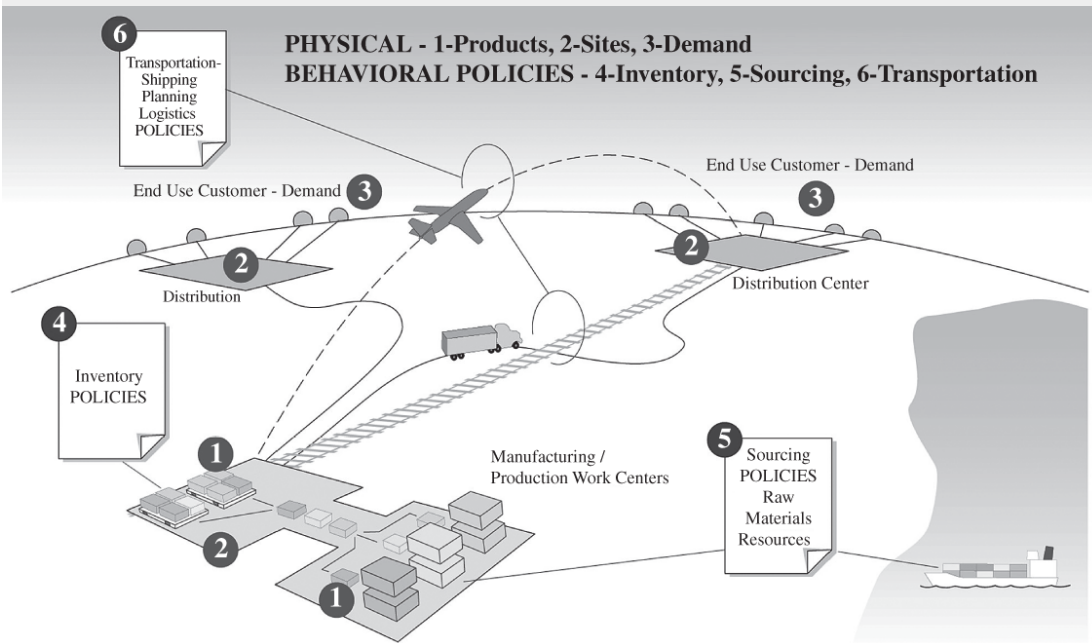 PHYSICAL - 1-Products, 2-Sites, 3-Demand
BEHAVIORAL POLICIES - 4-Inventory, 5-Sourcing, 6-Transportation
6
Transportation-
Shipping
Planning
Logistics
POLICIES
End Use Customer - Demand
3
End Use Customer - Demand
3
2
Distribution
2
Distribution Center
4
Inventory
POLICIES
1
2
Manufacturing /
Production Work Centers
1
5
Sourcing
POLICIES
Raw
Materials
Resources